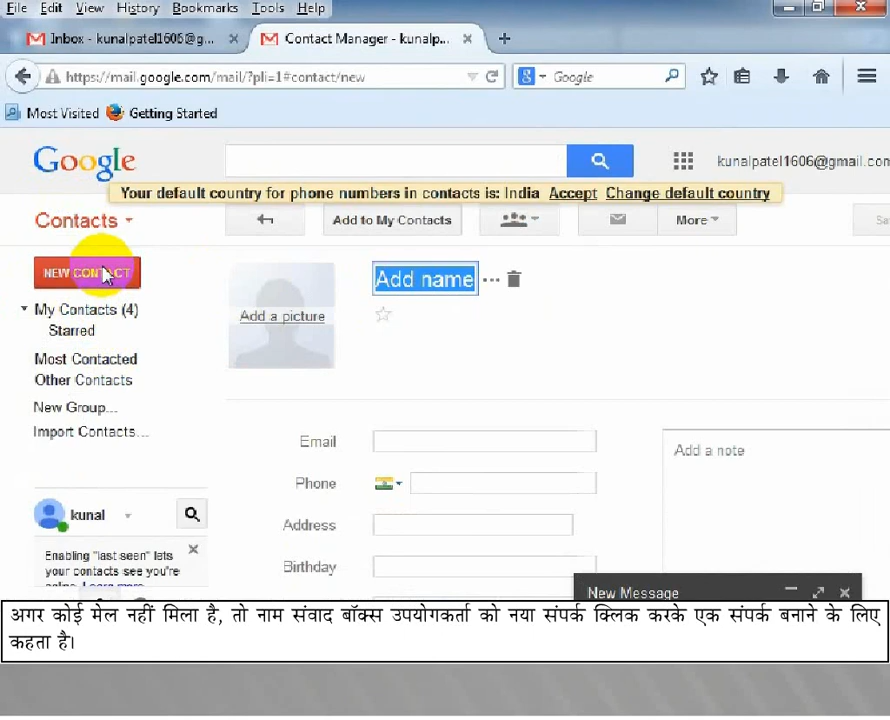 File Edit View History Bookmarks Tools Help
Inbox - kunalpatel1606@g... × Contact Manager - kunalp... × +
https://mail.google.com/mail/?pli=1#contact/new Google
Most Visited Getting Started
Google kunalpatel1606@gmail.com
Your default country for phone numbers in contacts is: India Accept Change default country
Contacts Add to My Contacts More Sa
NEW CONTACT Add name ...
Add a picture
My Contacts (4)
Starred
Most Contacted
Other Contacts
New Group...
Import Contacts...
Email
Add a note
Phone
Address
Birthday
kunal
Enabling "last seen" lets
your contacts see you're
online. Learn more
New Message
अगर कोई मेल नहीं मिला है, तो नाम संवाद बॉक्स उपयोगकर्ता को नया संपर्क क्लिक करके एक संपर्क बनाने के लिए
कहता है।